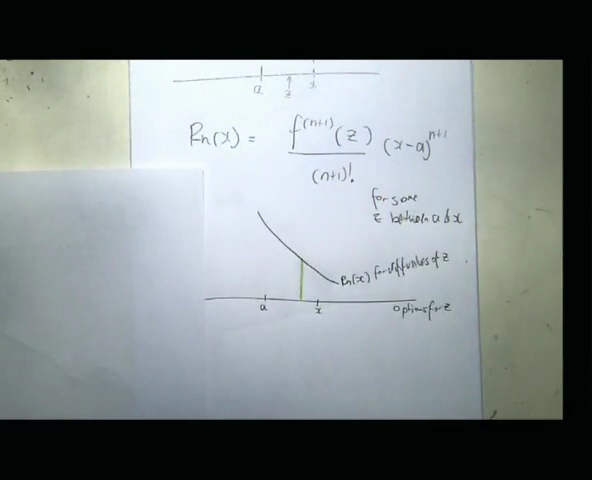 a z x
Rn(x) = f^(n+1)(z) (x-a)^n+1
(n+1)!
for some
z between a & x
Rn(x) for diff values of z
a x options for z